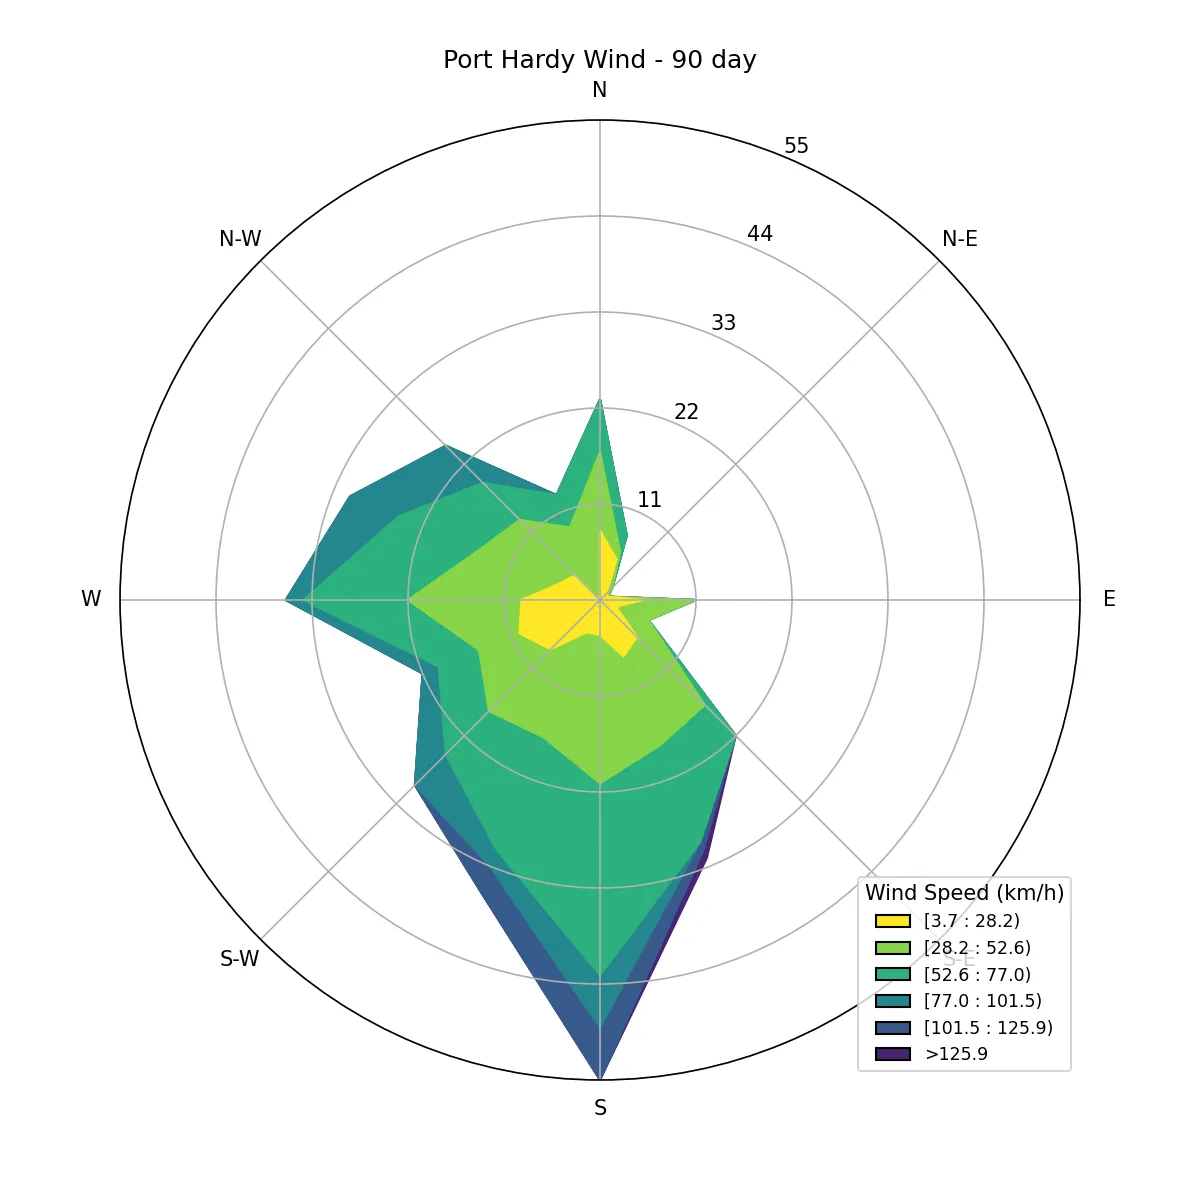 Port Hardy Wind - 90 day
N
55
N-W
44
N-E
33
22
11
W
E
S-W
S-E
Wind Speed (km/h)
[3.7 : 28.2)
[28.2 : 52.6)
[52.6 : 77.0)
[77.0 : 101.5)
[101.5 : 125.9)
>125.9
S